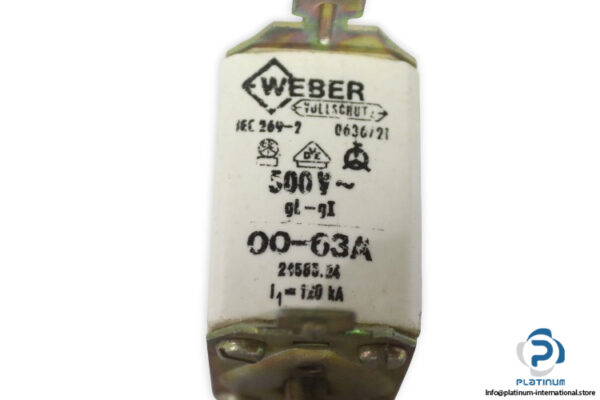 WEBER
VOLLSCHUTZ
IEC 269-2 0636/21
DVE
500 V~
gL-gI
00-63A
I₁=120 kA
PLATINUM
Info@platinum-international.store